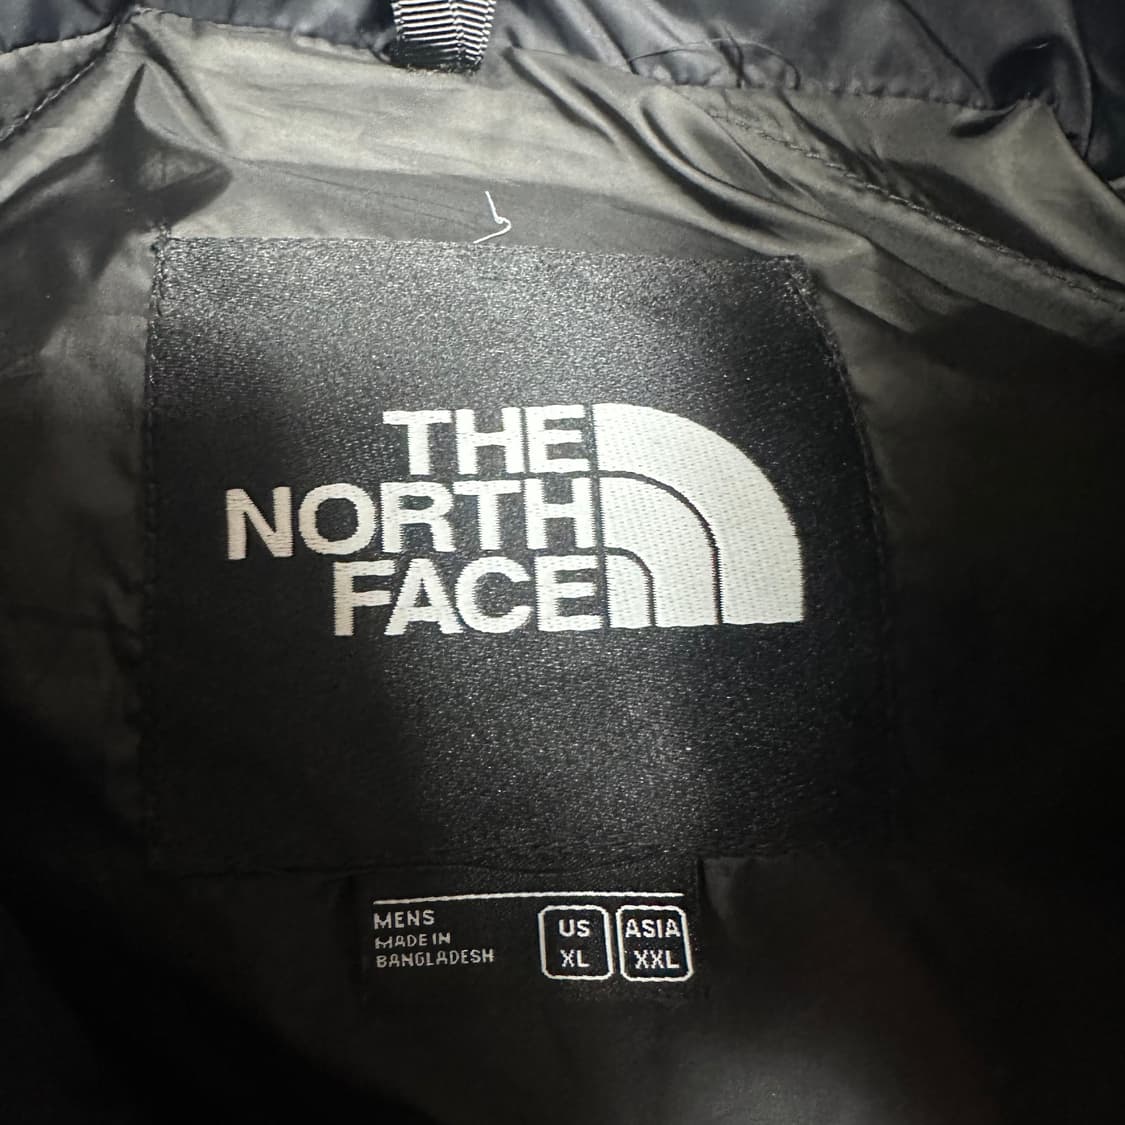 THE
NORTH
FACE
MENS
MADE IN
BANGLADESH
US
XL
ASIA
XXL